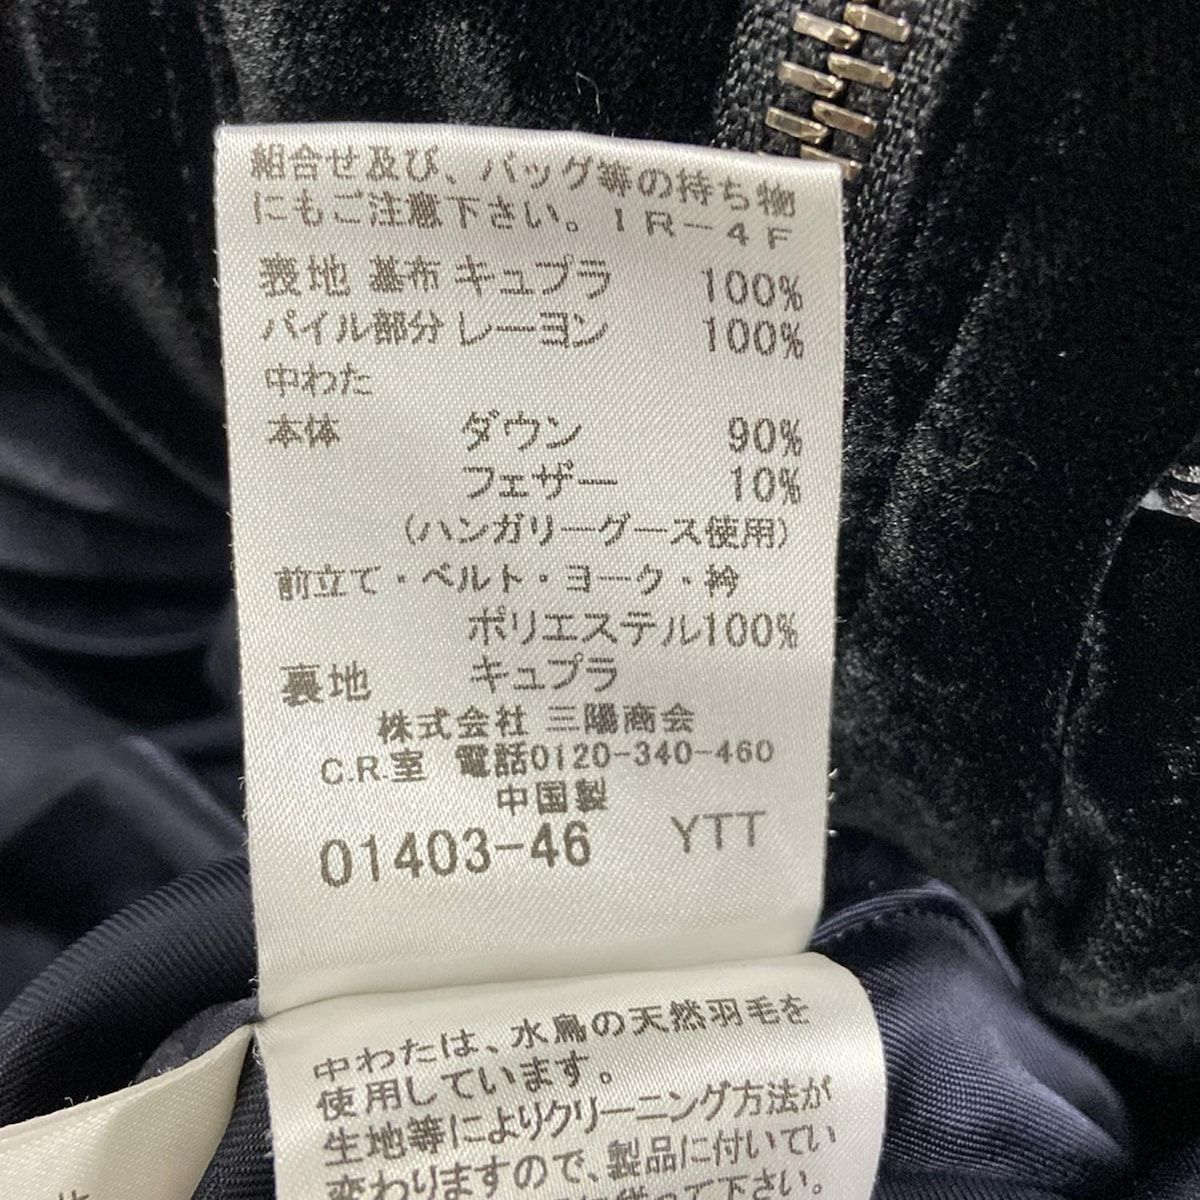 組合せ及び、バッグ等の持ち物
にもご注意下さい。IR-4F
表地 基布 キュプラ 100%
パイル部分 レーヨン 100%
中わた
本体 ダウン 90%
フェザー 10%
(ハンガリーグース使用)
前立て・ベルト・ヨーク・衿
ポリエステル100%
裏地 キュプラ
株式会社 三陽商会
C.R.室 電話0120-340-460
中国製
01403-46 YTT
中わたは、水鳥の天然羽毛を
使用しています。
生地等によりクリーニング方法が
変わりますので、製品に付いてい
従って下さい。